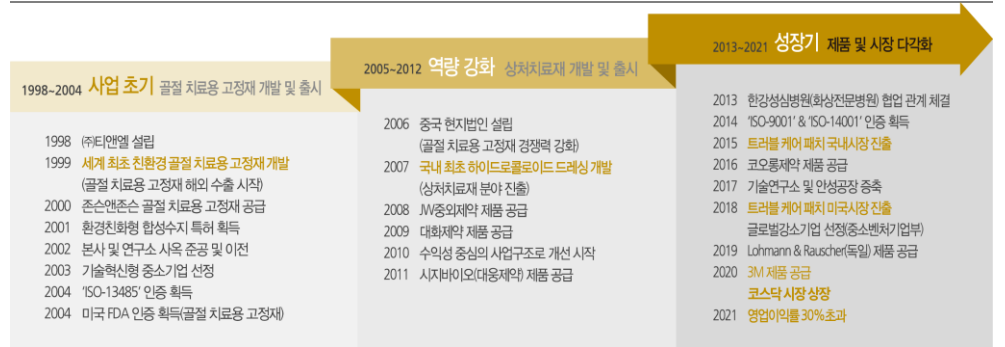 1998~2004 사업 초기 골절 치료용 고정재 개발 및 출시
1998 ㈜티앤엘 설립
1999 세계 최초 친환경 골절 치료용 고정재 개발
(골절 치료용 고정재 해외 수출 시작)
2000 존슨앤존슨 골절 치료용 고정재 공급
2001 환경친화형 합성수지 특허 획득
2002 본사 및 연구소 사옥 준공 및 이전
2003 기술혁신형 중소기업 선정
2004 'ISO-13485' 인증 획득
2004 미국 FDA 인증 획득(골절 치료용 고정재)
2005~2012 역량 강화 상처치료재 개발 및 출시
2006 중국 현지법인 설립
(골절 치료용 고정재 경쟁력 강화)
2007 국내 최초 하이드로콜로이드 드레싱 개발
(상처치료재 분야 진출)
2008 JW중외제약 제품 공급
2009 대화제약 제품 공급
2010 수익성 중심의 사업구조로 개선 시작
2011 시지바이오(대웅제약) 제품 공급
2013~2021 성장기 제품 및 시장 다각화
2013 한강성심병원(화상전문병원) 협업 관계 체결
2014 'ISO-9001' & 'ISO-14001' 인증 획득
2015 트러블 케어 패치 국내시장 진출
2016 코오롱제약 제품 공급
2017 기술연구소 및 안성공장 증축
2018 트러블 케어 패치 미국시장 진출
글로벌강소기업 선정(중소벤처기업부)
2019 Lohmann & Rauscher(독일) 제품 공급
2020 3M 제품 공급
코스닥 시장 상장
2021 영업이익률 30% 초과